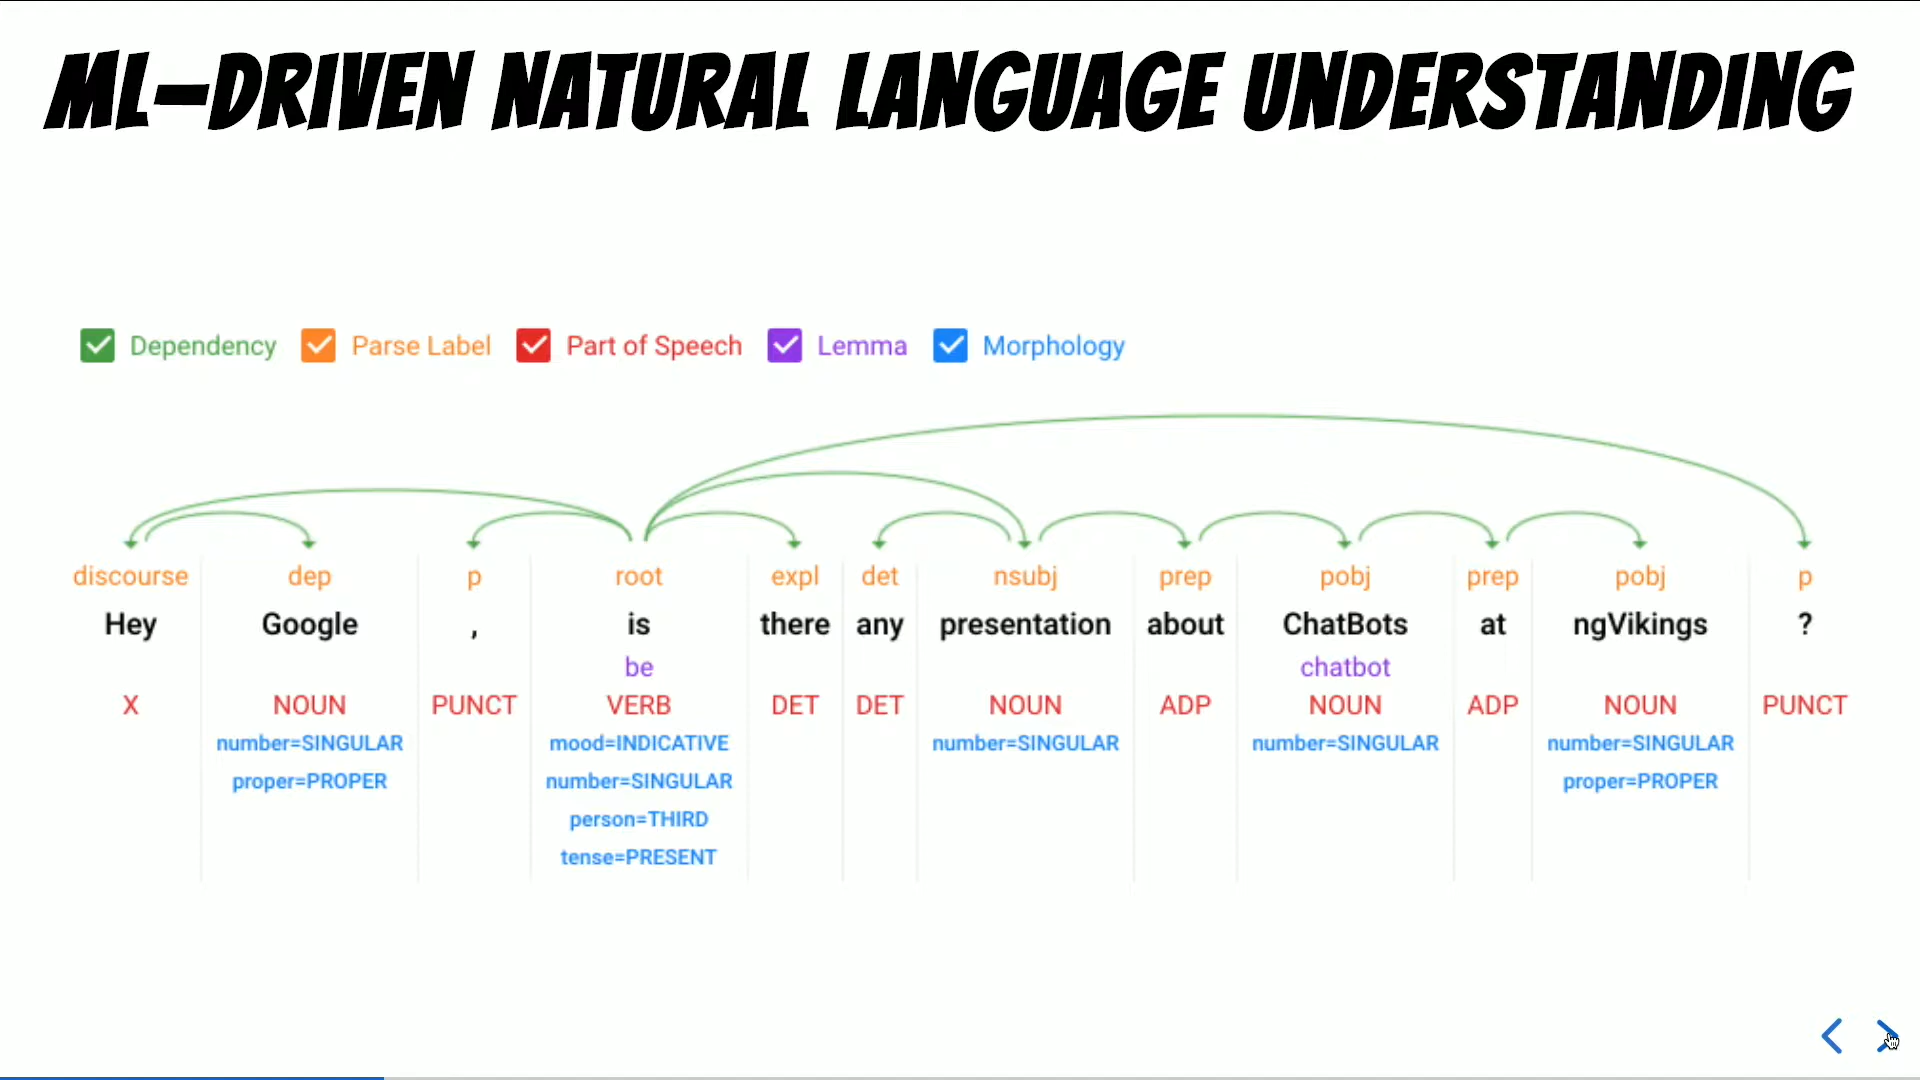 ML-DRIVEN NATURAL LANGUAGE UNDERSTANDING
Dependency Parse Label Part of Speech Lemma Morphology
discourse dep p root expl det nsubj prep pobj prep pobj p
Hey Google , is there any presentation about ChatBots at ngVikings ?
be chatbot
X NOUN PUNCT VERB DET DET NOUN ADP NOUN ADP NOUN PUNCT
number=SINGULAR mood=INDICATIVE number=SINGULAR number=SINGULAR number=SINGULAR
proper=PROPER number=SINGULAR proper=PROPER
person=THIRD
tense=PRESENT